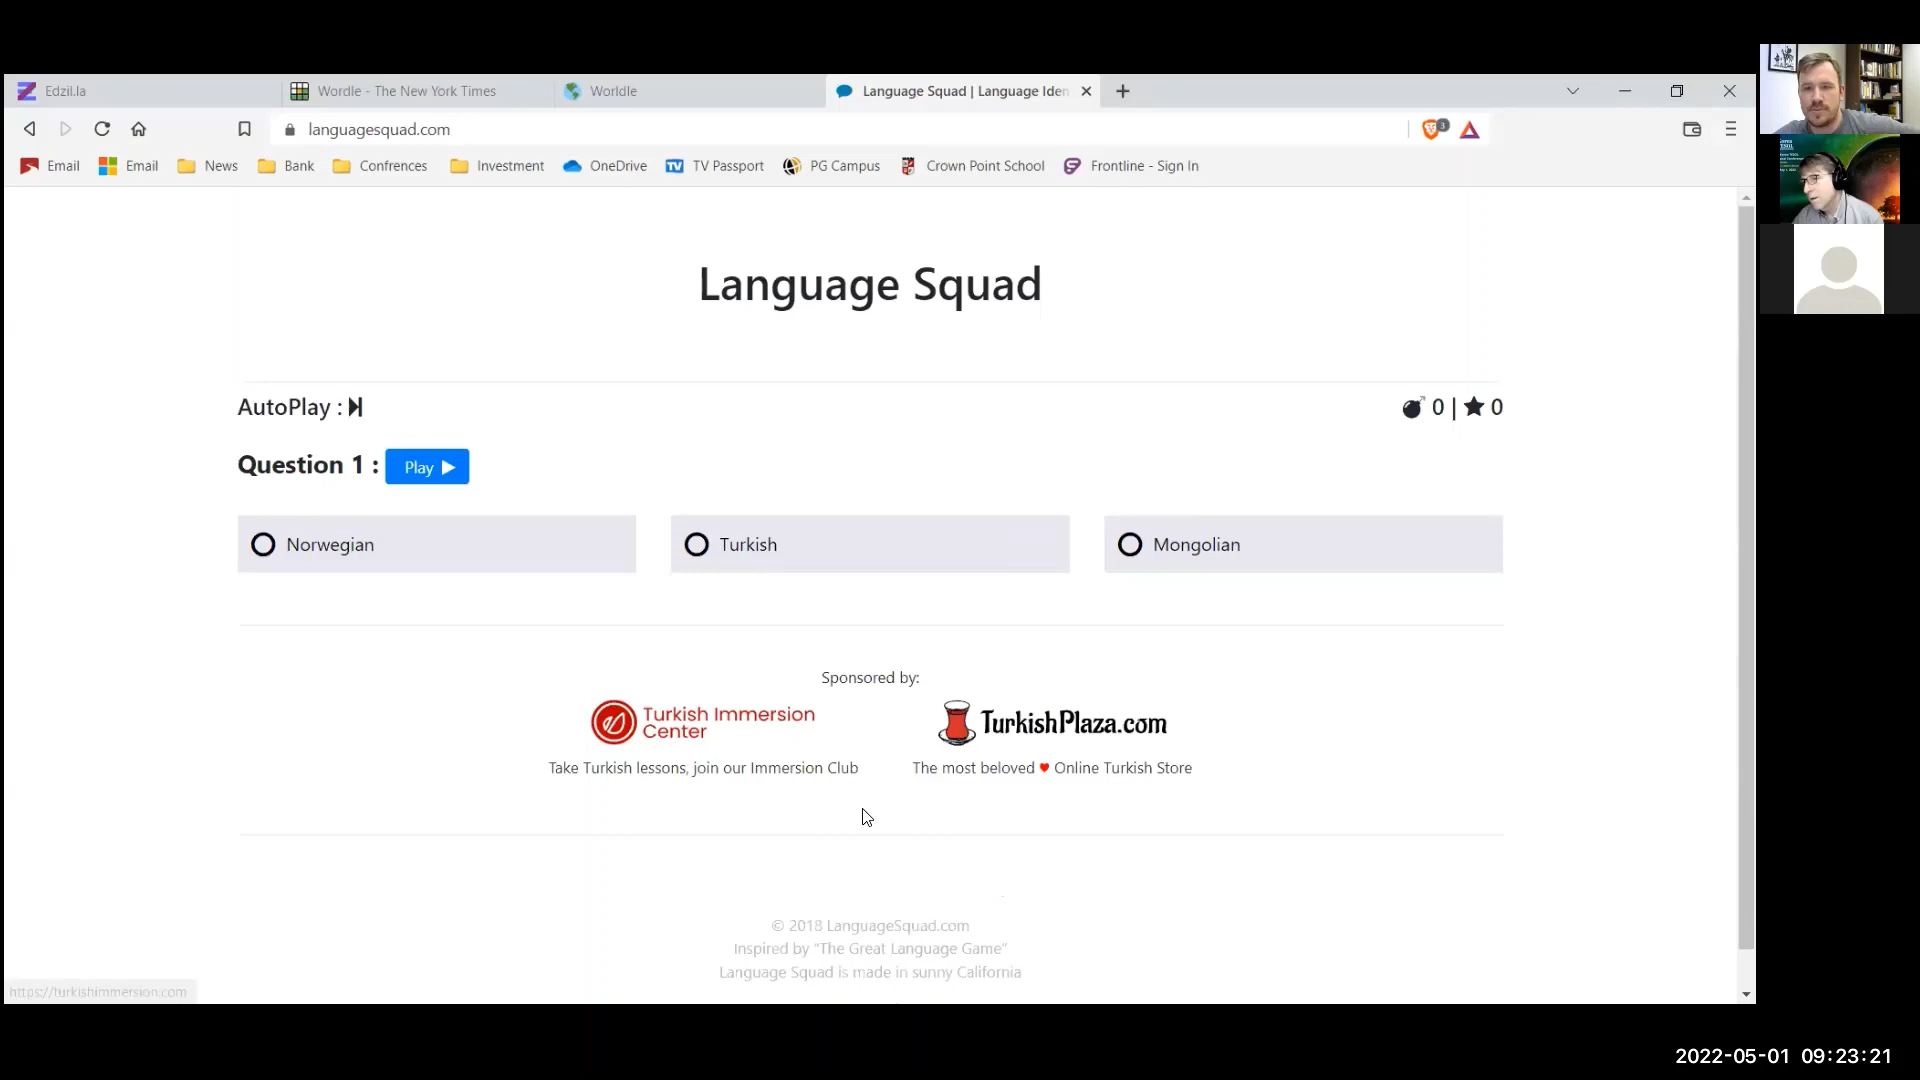 Edzil.la
Wordle - The New York Times
Worldle
Language Squad | Language Iden
languagesquad.com
3
Email
Email
News
Bank
Confrences
Investment
OneDrive
TV Passport
PG Campus
Crown Point School
Frontline - Sign In
Language Squad
AutoPlay :
0 | 0
Question 1 : Play
Norwegian
Turkish
Mongolian
Sponsored by:
Turkish Immersion
Center
TurkishPlaza.com
Take Turkish lessons, join our Immersion Club
The most beloved Online Turkish Store
© 2018 LanguageSquad.com
Inspired by "The Great Language Game"
Language Squad is made in sunny California
https://turkishimmersion.com
2022-05-01 09:23:21